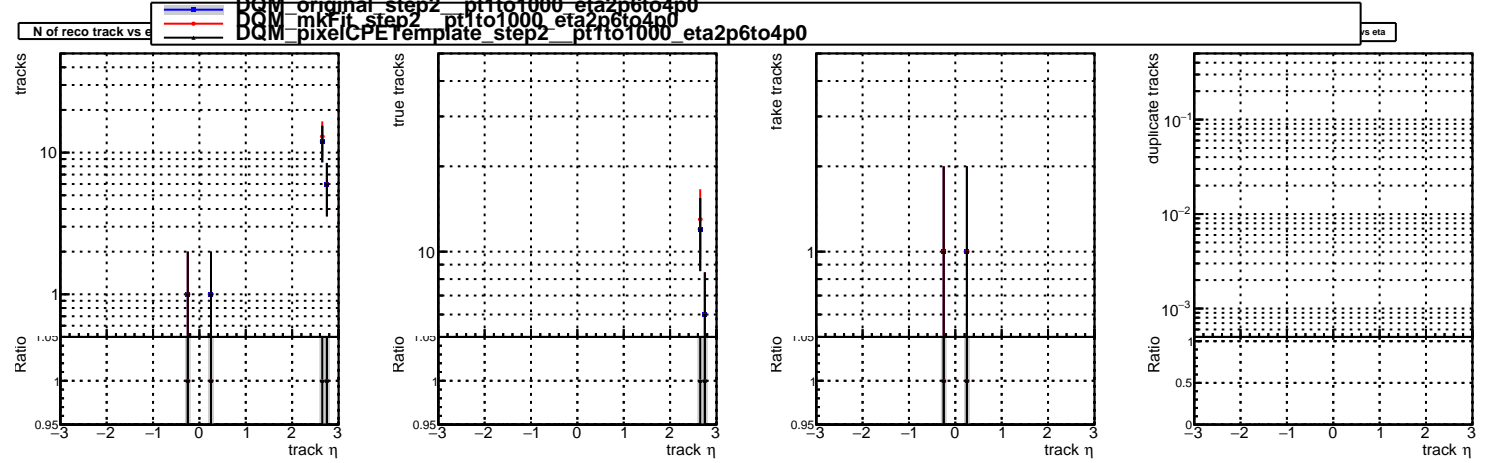 DQM_original_step2__pt1to1000_eta2p6to4p0
DQM_mkFit_step2__pt1to1000_eta2p6to4p0
DQM_pixelCPETemplate_step2__pt1to1000_eta2p6to4p0
N of reco track vs e
vs eta
tracks
10
1
Ratio
1.05
1
0.95
−3 −2 −1 0 1 2 3
track η
true tracks
10
Ratio
1.05
1
0.95
−3 −2 −1 0 1 2 3
track η
fake tracks
1
Ratio
1.05
1
0.95
−3 −2 −1 0 1 2 3
track η
duplicate tracks
10⁻¹
10⁻²
10⁻³
Ratio
1
0.5
0
−3 −2 −1 0 1 2 3
track η